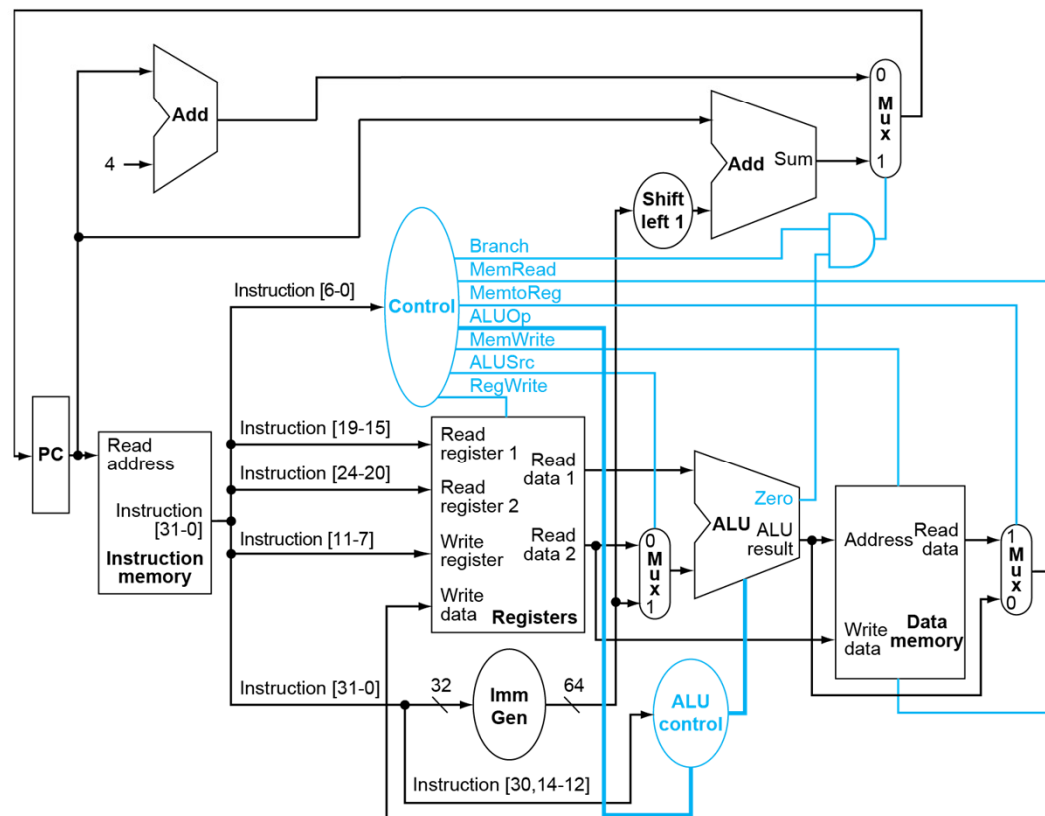 Add
4
Add Sum
0
Mux
1
Shift
left 1
Branch
MemRead
MemtoReg
ALUOp
MemWrite
ALUSrc
RegWrite
Control
Instruction [6-0]
PC
Read
address
Instruction
[31-0]
Instruction
memory
Instruction [19-15]
Instruction [24-20]
Instruction [11-7]
Read
register 1
Read
register 2
Write
register
Write
data
Read
data 1
Read
data 2
Registers
0
Mux
1
Zero
ALU
ALU
result
Address
Read
data
Write
data
Data
memory
1
Mux
0
Instruction [31-0]
32
Imm
Gen
64
ALU
control
Instruction [30,14-12]